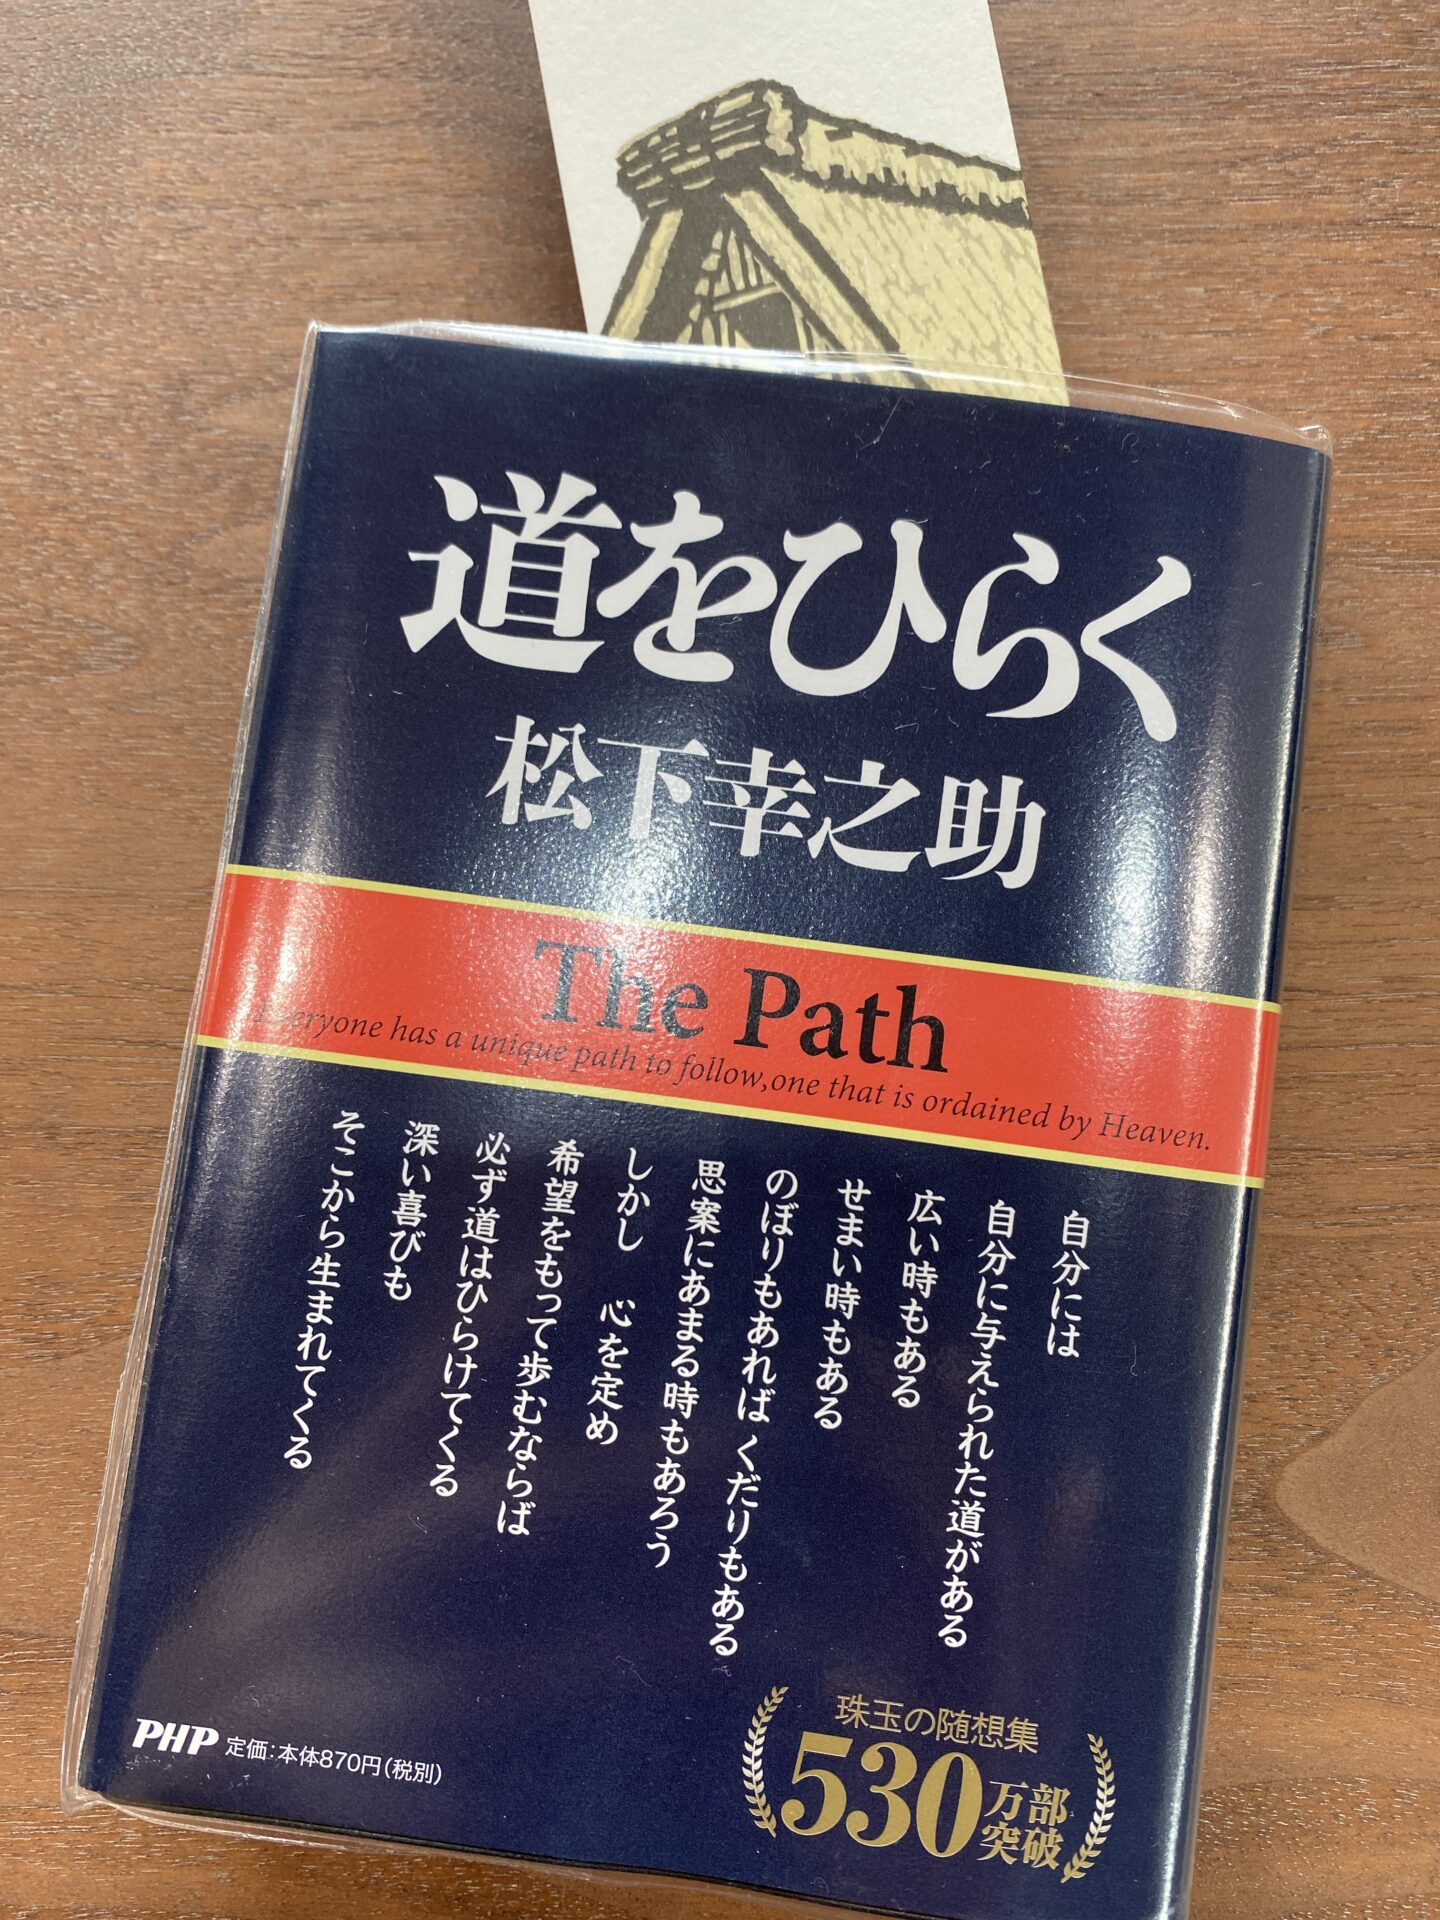 道をひらく
松下幸之助
The Path
Everyone has a unique path to follow, one that is ordained by Heaven.
自分には
自分に与えられた道がある
広い時もある
せまい時もある
のぼりもあれば くだりもある
思案にあまる時もあろう
しかし 心を定め
希望をもって歩むならば
必ず道はひらけてくる
深い喜びも
そこから生まれてくる
PHP 定価:本体870円(税別)
珠玉の随想集
530万部突破